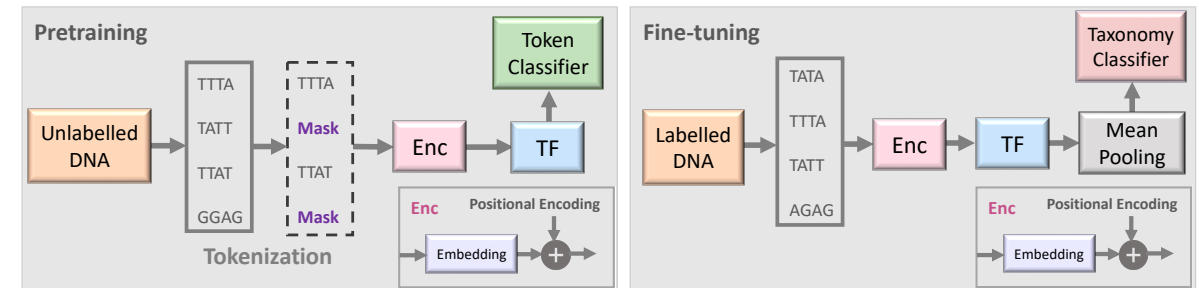 Pretraining
Unlabelled
DNA
TTTA
TATT
TTAT
GGAG
TTTA
Mask
TTAT
Mask
Tokenization
Enc
TF
Token
Classifier
Enc
Positional Encoding
Embedding
+
Fine-tuning
Labelled
DNA
TATA
TTTA
TATT
AGAG
Enc
TF
Mean
Pooling
Taxonomy
Classifier
Enc
Positional Encoding
Embedding
+